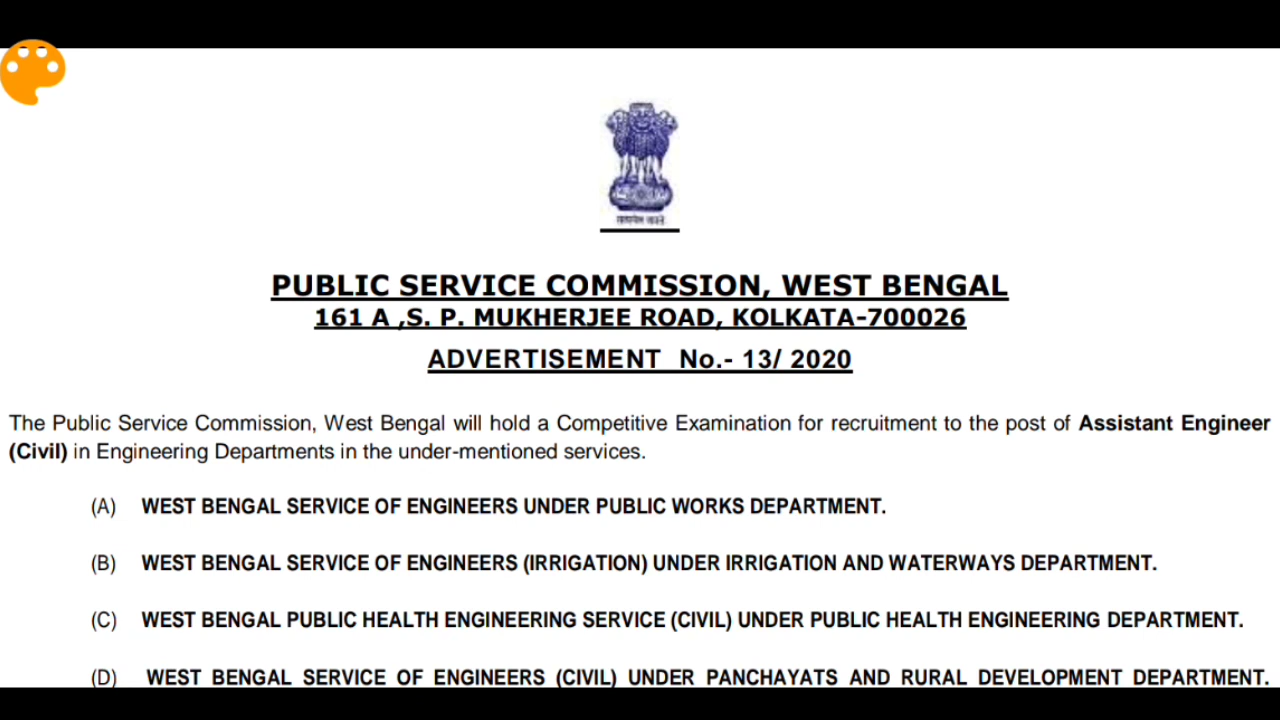 सत्यमेव जयते
PUBLIC SERVICE COMMISSION, WEST BENGAL
161 A ,S. P. MUKHERJEE ROAD, KOLKATA-700026
ADVERTISEMENT No.- 13/ 2020
The Public Service Commission, West Bengal will hold a Competitive Examination for recruitment to the post of Assistant Engineer
(Civil) in Engineering Departments in the under-mentioned services.
(A) WEST BENGAL SERVICE OF ENGINEERS UNDER PUBLIC WORKS DEPARTMENT.
(B) WEST BENGAL SERVICE OF ENGINEERS (IRRIGATION) UNDER IRRIGATION AND WATERWAYS DEPARTMENT.
(C) WEST BENGAL PUBLIC HEALTH ENGINEERING SERVICE (CIVIL) UNDER PUBLIC HEALTH ENGINEERING DEPARTMENT.
(D) WEST BENGAL SERVICE OF ENGINEERS (CIVIL) UNDER PANCHAYATS AND RURAL DEVELOPMENT DEPARTMENT.